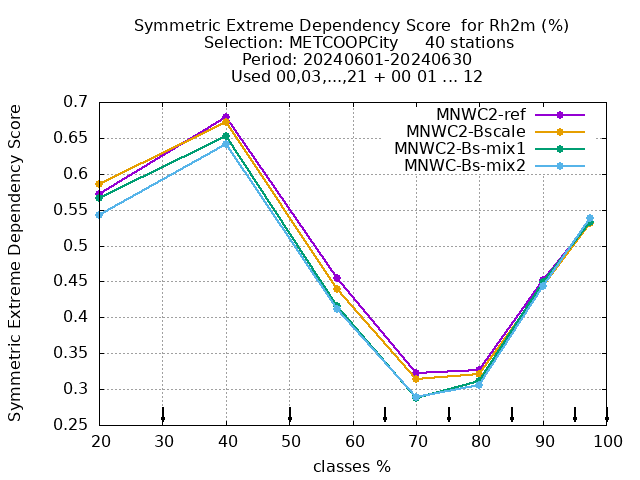 Symmetric Extreme Dependency Score  for Rh2m (%)
Selection: METCOOPCity     40 stations
Period: 20240601-20240630
Used 00,03,...,21 + 00 01 ... 12
Symmetric Extreme Dependency Score
0.7
0.65
0.6
0.55
0.5
0.45
0.4
0.35
0.3
0.25
MNWC2-ref
MNWC2-Bscale
MNWC2-Bs-mix1
MNWC-Bs-mix2
20 30 40 50 60 70 80 90 100
classes %